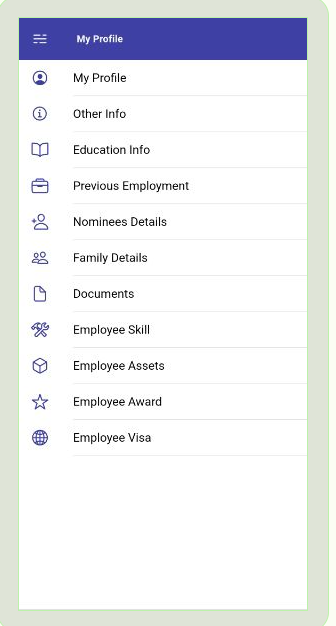 My Profile
My Profile
Other Info
Education Info
Previous Employment
Nominees Details
Family Details
Documents
Employee Skill
Employee Assets
Employee Award
Employee Visa